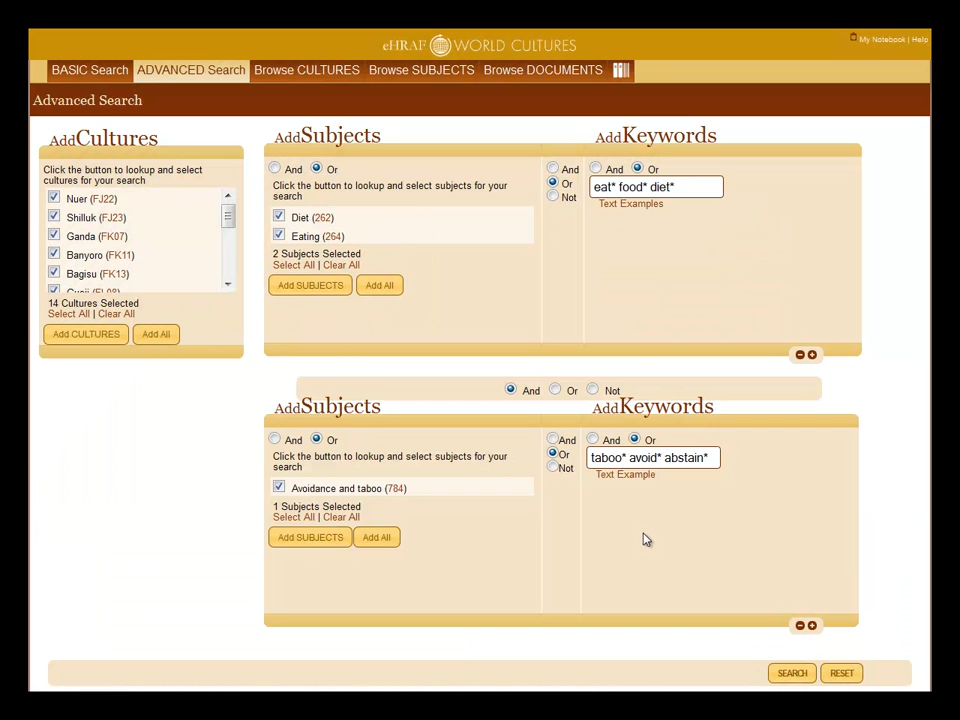 eHRAF WORLD CULTURES
My Notebook | Help
BASIC Search ADVANCED Search Browse CULTURES Browse SUBJECTS Browse DOCUMENTS
Advanced Search
AddCultures
Click the button to lookup and select
cultures for your search
Nuer (FJ22)
Shilluk (FJ23)
Ganda (FK07)
Banyoro (FK11)
Bagisu (FK13)
14 Cultures Selected
Select All | Clear All
Add CULTURES Add All
AddSubjects
And Or
Click the button to lookup and select subjects for your
search
Diet (262)
Eating (264)
2 Subjects Selected
Select All | Clear All
Add SUBJECTS Add All
And
Or
Not
AddKeywords
And Or
eat* food* diet*
Text Examples
And Or Not
AddSubjects
And Or
Click the button to lookup and select subjects for your
search
Avoidance and taboo (784)
1 Subjects Selected
Select All | Clear All
Add SUBJECTS Add All
And
Or
Not
AddKeywords
And Or
taboo* avoid* abstain*
Text Example
SEARCH RESET